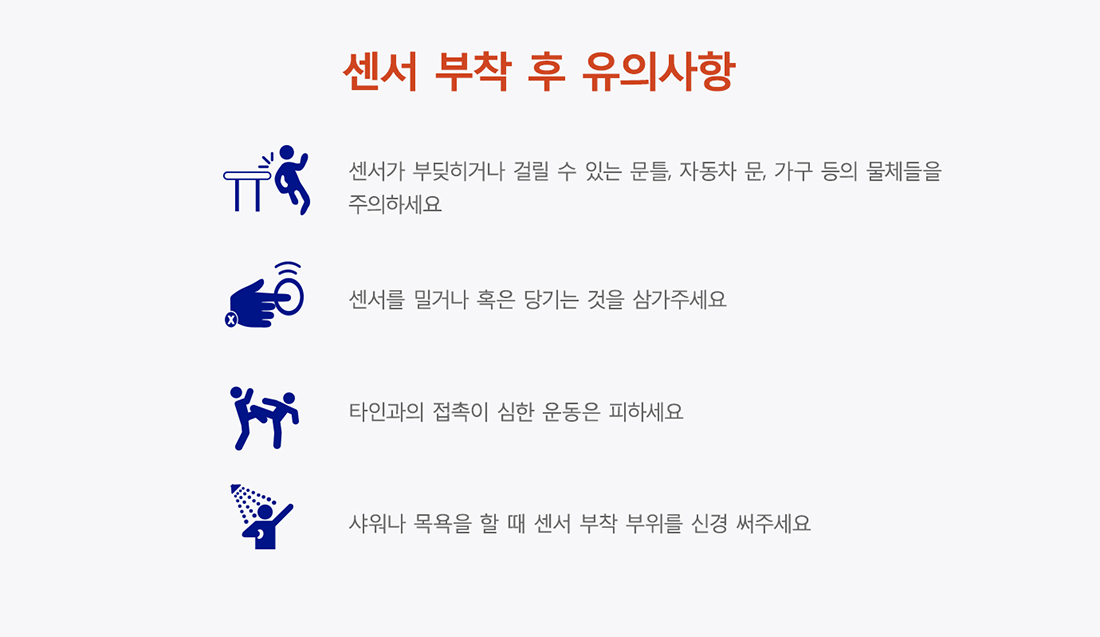 센서 부착 후 유의사항
센서가 부딪히거나 걸릴 수 있는 문틀, 자동차 문, 가구 등의 물체들을
주의하세요
센서를 밀거나 혹은 당기는 것을 삼가주세요
X
타인과의 접촉이 심한 운동은 피하세요
샤워나 목욕을 할 때 센서 부착 부위를 신경 써주세요